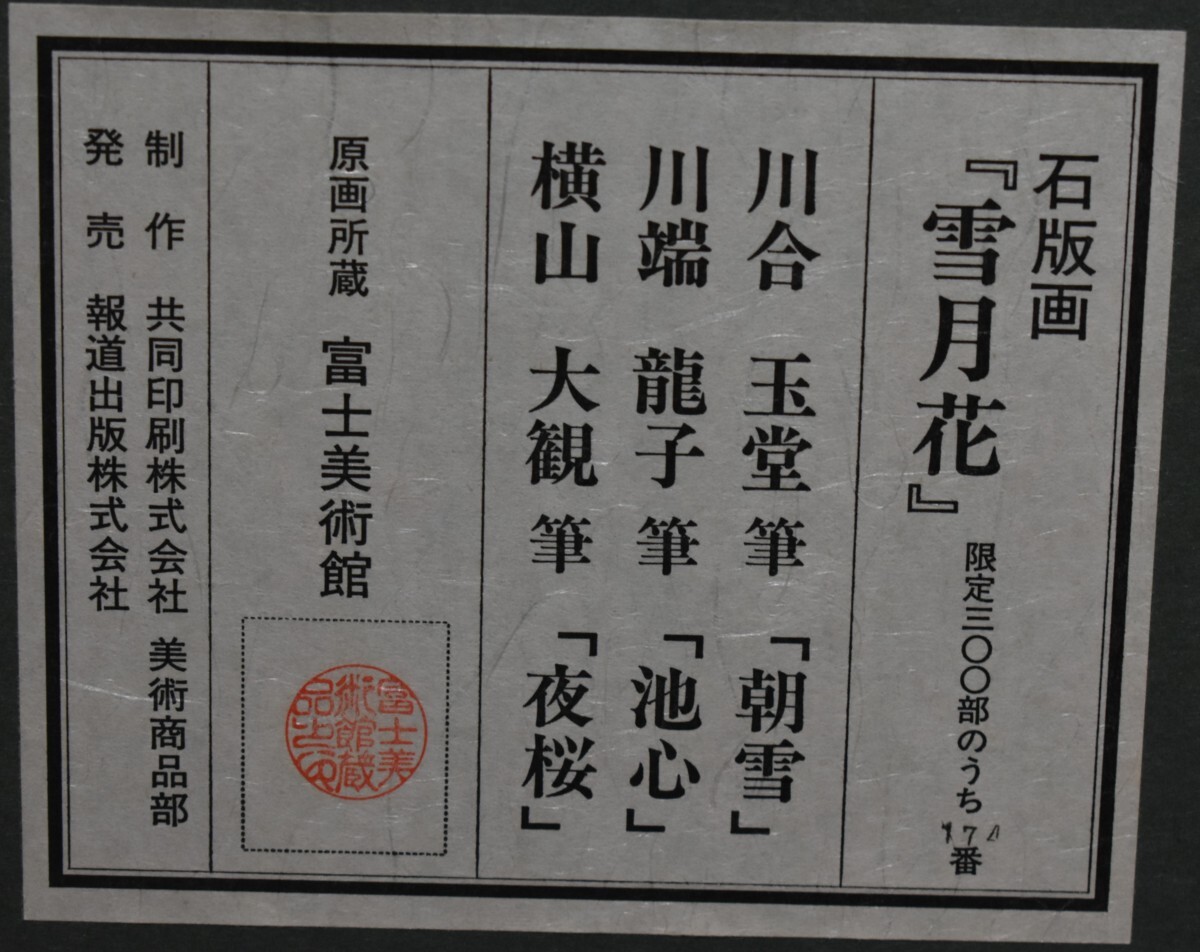 石版画
『雪月花』 限定三〇〇部のうち 番
川合 玉堂 筆 「朝雪」
川端 龍子 筆 「池心」
横山 大観 筆 「夜桜」
原画所蔵 富士美術館
富士美
術館蔵
品之印
制作 共同印刷株式会社 美術商品部
発売 報道出版株式会社